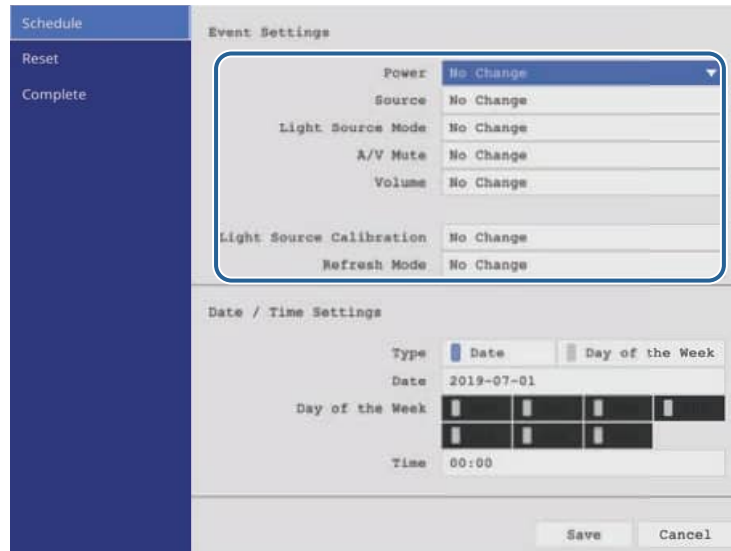 Schedule
Reset
Complete
Event Settings
Power No Change
Source No Change
Light Source Mode No Change
A/V Mute No Change
Volume No Change
Light Source Calibration No Change
Refresh Mode No Change
Date / Time Settings
Type Date Day of the Week
Date 2019-07-01
Day of the Week
Time 00:00
Save Cancel